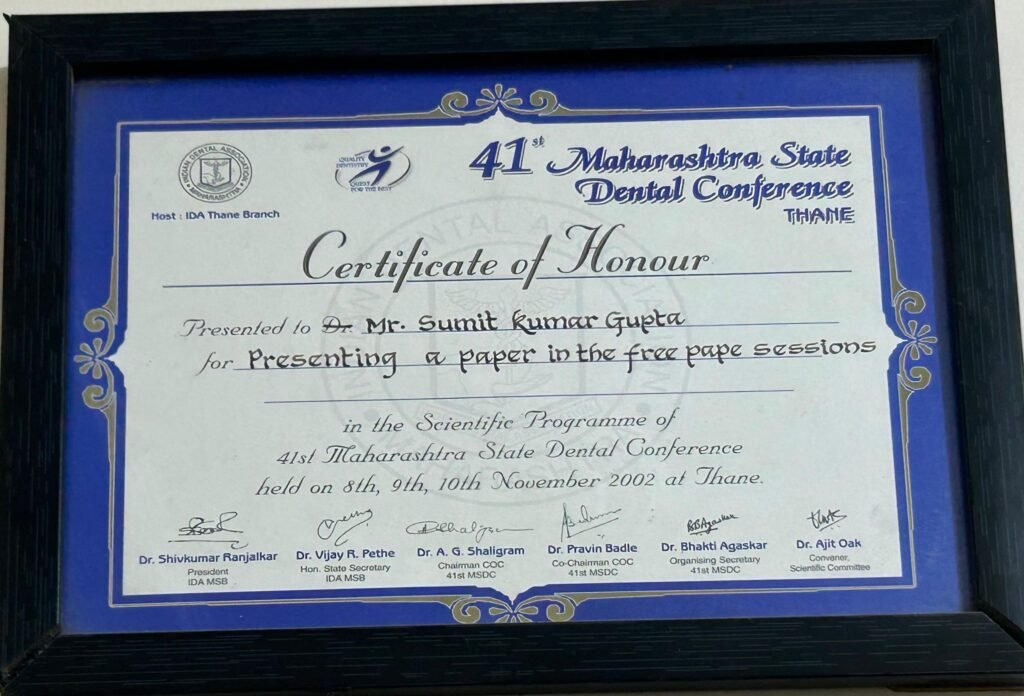 INDIAN DENTAL ASSOCIATION
MAHARASHTRA
Host : IDA Thane Branch
QUALITY
DENTISTRY
QUEST
FOR THE BEST
41st Maharashtra State
Dental Conference
THANE
Certificate of Honour
Presented to Dr. Mr. Sumit Kumar Gupta
for Presenting a paper in the free pape sessions
in the Scientific Programme of
41st Maharashtra State Dental Conference
held on 8th, 9th, 10th November 2002 at Thane.
Dr. Shivkumar Ranjalkar
President
IDA MSB
Dr. Vijay R. Pethe
Hon. State Secretary
IDA MSB
Dr. A. G. Shaligram
Chairman COC
41st MSDC
Dr. Pravin Badle
Co-Chairman COC
41st MSDC
Dr. Bhakti Agaskar
Organising Secretary
41st MSDC
Dr. Ajit Oak
Convener,
Scientific Committee